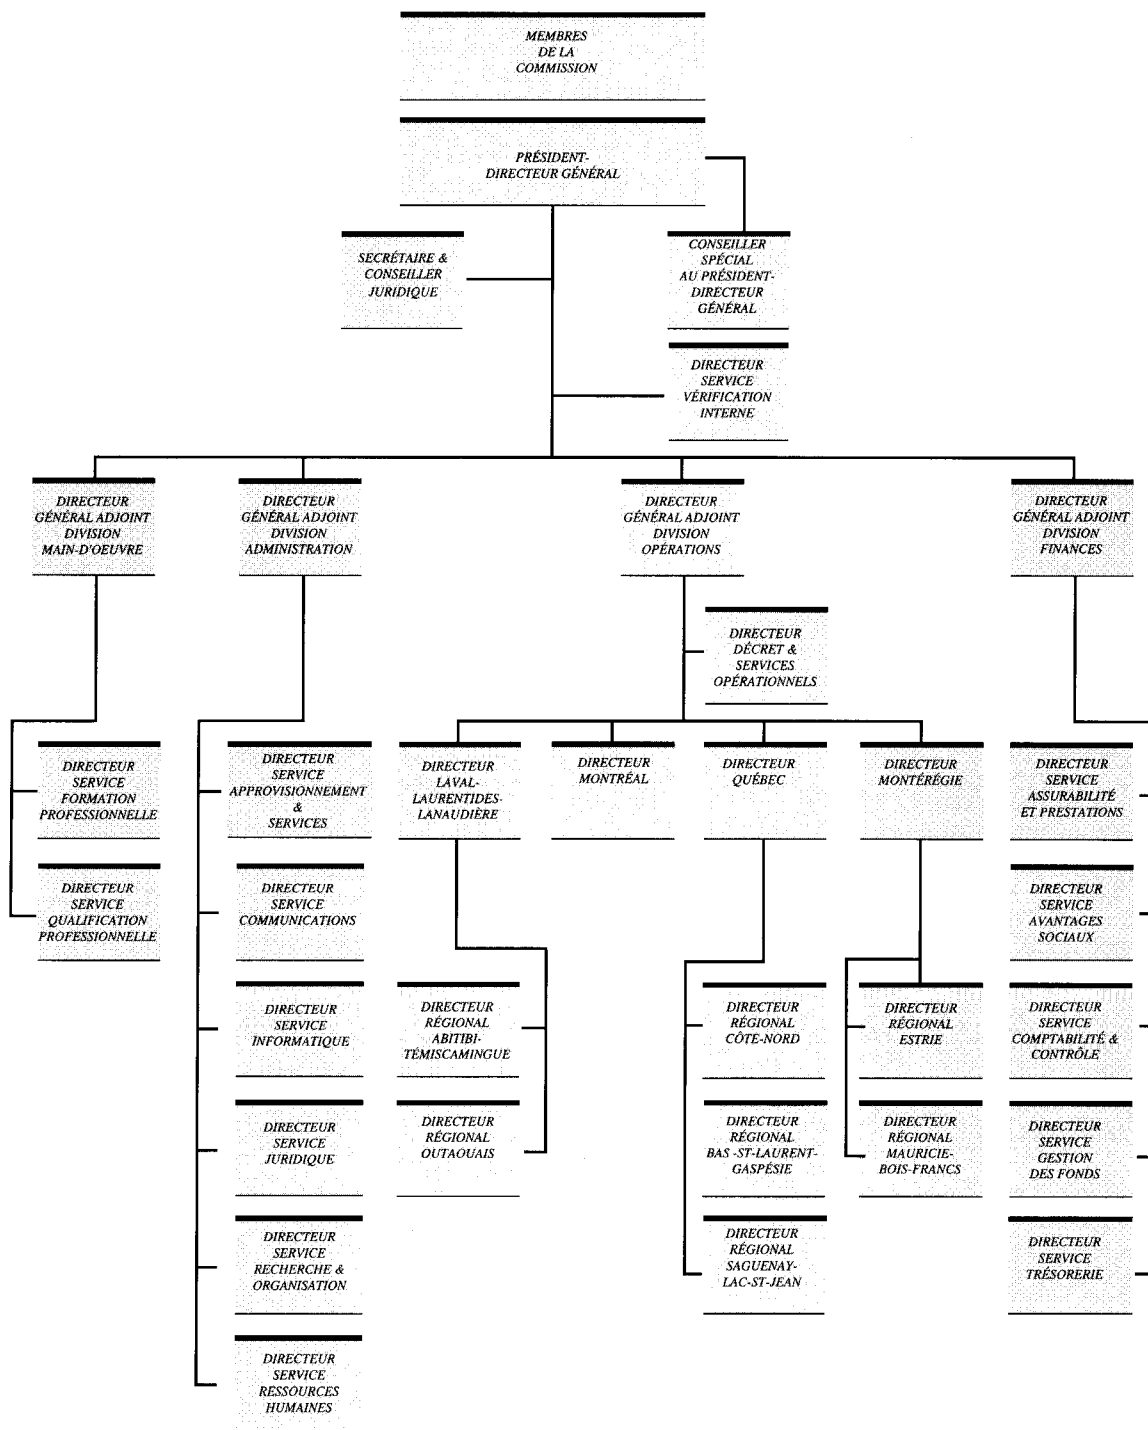 MEMBRES
DE LA
COMMISSION
PRÉSIDENT-
DIRECTEUR GÉNÉRAL
SECRÉTAIRE &
CONSEILLER
JURIDIQUE
CONSEILLER
SPÉCIAL
AU PRÉSIDENT-
DIRECTEUR
GÉNÉRAL
DIRECTEUR
SERVICE
VÉRIFICATION
INTERNE
DIRECTEUR
GÉNÉRAL ADJOINT
DIVISION
MAIN-D'OEUVRE
DIRECTEUR
GÉNÉRAL ADJOINT
DIVISION
ADMINISTRATION
DIRECTEUR
GÉNÉRAL ADJOINT
DIVISION
OPÉRATIONS
DIRECTEUR
GÉNÉRAL ADJOINT
DIVISION
FINANCES
DIRECTEUR
DÉCRET &
SERVICES
OPÉRATIONNELS
DIRECTEUR
SERVICE
FORMATION
PROFESSIONNELLE
DIRECTEUR
SERVICE
APPROVISIONNEMENT
&
SERVICES
DIRECTEUR
LAVAL-
LAURENTIDES-
LANAUDIÈRE
DIRECTEUR
MONTRÉAL
DIRECTEUR
QUÉBEC
DIRECTEUR
MONTÉRÉGIE
DIRECTEUR
SERVICE
ASSURABILITÉ
ET PRESTATIONS
DIRECTEUR
SERVICE
QUALIFICATION
PROFESSIONNELLE
DIRECTEUR
SERVICE
COMMUNICATIONS
DIRECTEUR
SERVICE
AVANTAGES
SOCIAUX
DIRECTEUR
SERVICE
INFORMATIQUE
DIRECTEUR
RÉGIONAL
ABITIBI-
TÉMISCAMINGUE
DIRECTEUR
RÉGIONAL
CÔTE-NORD
DIRECTEUR
RÉGIONAL
ESTRIE
DIRECTEUR
SERVICE
COMPTABILITÉ &
CONTRÔLE
DIRECTEUR
SERVICE
JURIDIQUE
DIRECTEUR
RÉGIONAL
OUTAOUAIS
DIRECTEUR
RÉGIONAL
BAS -ST-LAURENT-
GASPÉSIE
DIRECTEUR
RÉGIONAL
MAURICIE-
BOIS-FRANCS
DIRECTEUR
SERVICE
GESTION
DES FONDS
DIRECTEUR
SERVICE
RECHERCHE &
ORGANISATION
DIRECTEUR
RÉGIONAL
SAGUENAY-
LAC-ST-JEAN
DIRECTEUR
SERVICE
TRÉSORERIE
DIRECTEUR
SERVICE
RESSOURCES
HUMAINES